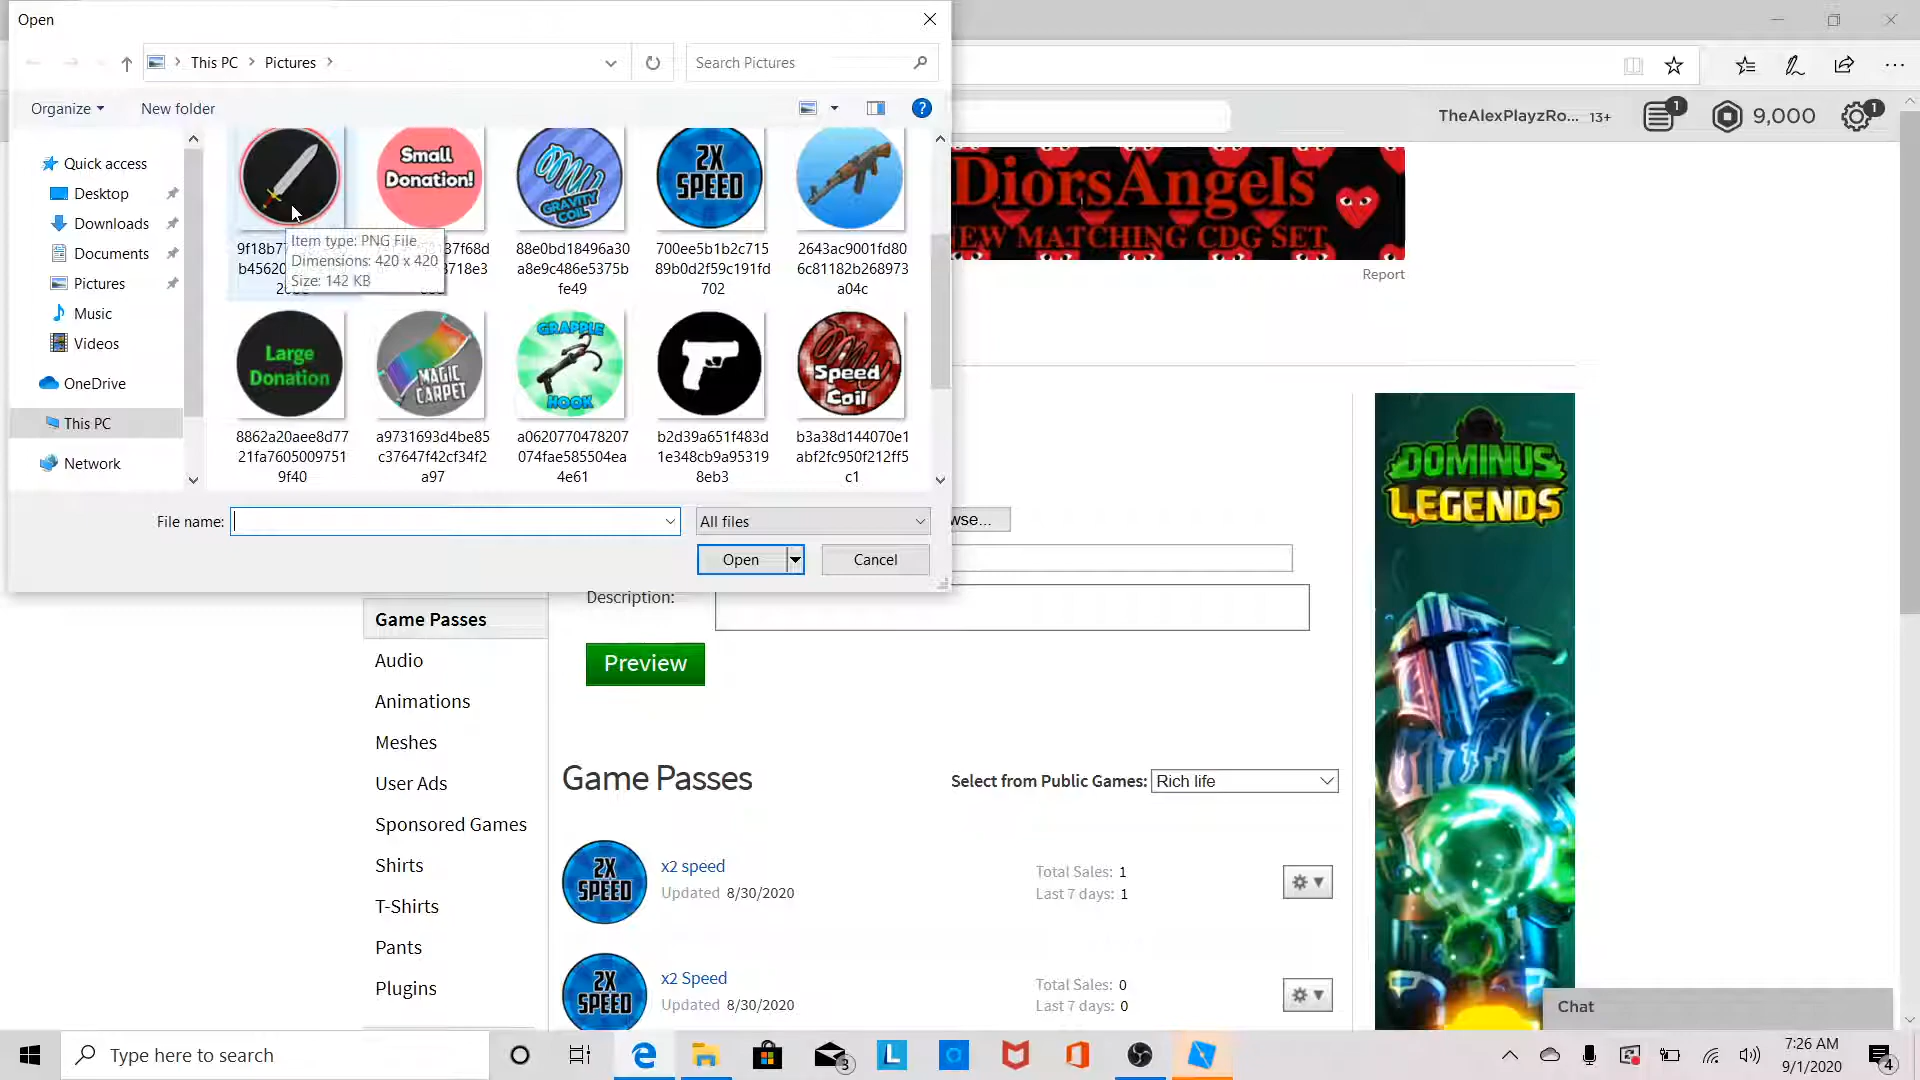 Open
This PC
Pictures
Search Pictures
Organize
New folder
Quick access
Desktop
Downloads
Documents
Pictures
Music
Videos
OneDrive
This PC
Network
Small
Donation!
GRAVITY
COIL
2X
SPEED
Item type: PNG File
Dimensions: 420 x 420
Size: 142 KB
88e0bd18496a30
a8e9c486e5375b
fe49
700ee5b1b2c715
89b0d2f59c191fd
702
2643ac9001fd80
6c81182b268973
a04c
Large
Donation
MAGIC
CARPET
GRAPPLE
HOOK
Speed
Coil
8862a20aee8d77
21fa7605009751
9f40
a9731693d4be85
c37647f42cf34f2
a97
a0620770478207
074fae585504ea
4e61
b2d39a651f483d
1e348cb9a95319
8eb3
b3a38d144070e1
abf2fc950f212ff5
c1
File name:
All files
Open
Cancel
TheAlexPlayzRo... 13+
1
9,000
1
DiorsAngels
NEW MATCHING CDG SET
Report
wse...
Description:
Preview
Game Passes
Audio
Animations
Meshes
User Ads
Sponsored Games
Shirts
T-Shirts
Pants
Plugins
Game Passes
Select from Public Games: Rich life
2X
SPEED
x2 speed
Updated 8/30/2020
Total Sales: 1
Last 7 days: 1
2X
SPEED
x2 Speed
Updated 8/30/2020
Total Sales: 0
Last 7 days: 0
DOMINUS
LEGENDS
Chat
Type here to search
3
L
7:26 AM
9/1/2020
4